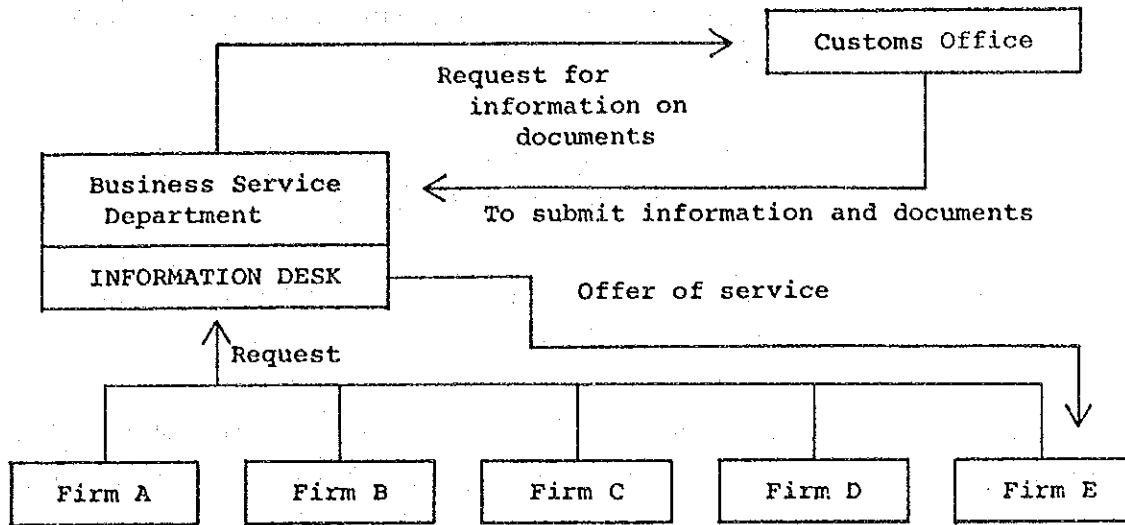 Customs Office
Request for
information on
documents
Business Service
Department
To submit information and documents
INFORMATION DESK
Offer of service
Request
Firm A
Firm B
Firm C
Firm D
Firm E